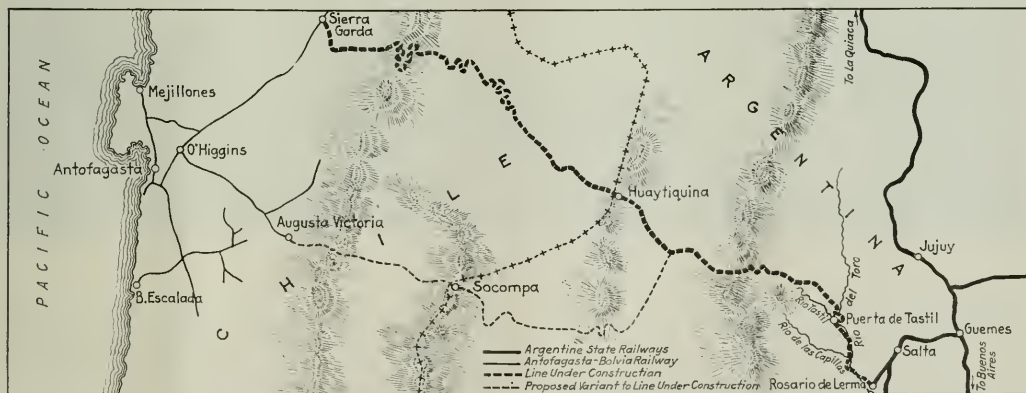 PACIFIC OCEAN
Sierra
Gorda
To La Quiaca
Mejillones
O'Higgins
Antofagasta
Augusta Victoria
B. Escalada
CHILE
ARGENTINA
Huaytiquina
Socompa
Jujuy
Rio del Toro
Rio Tastil
Puerta de Tastil
Rio de las Capillas
Salta
Guemes
Rosario de Lerma
To Buenos
Aires
Argentine State Railways
Antofagasta-Bolvia Railway
Line Under Construction
Proposed Variant to Line Under Construction